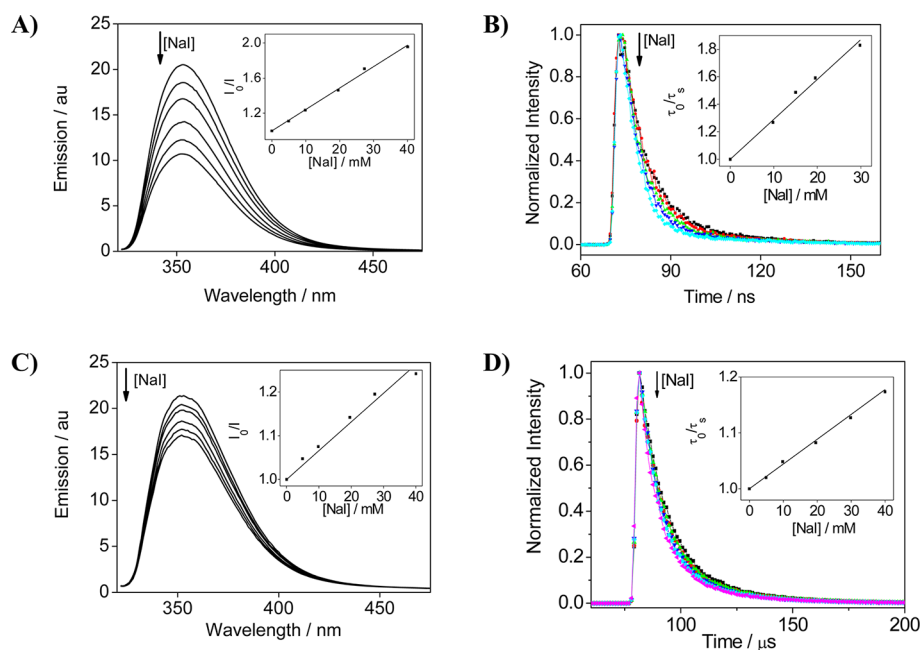 A)
[NaI]
25
20
15
10
5
0
Emission / au
350
400
450
Wavelength / nm
2.0
1.6
1.2
I₀/I
0
10
20
30
40
[NaI] / mM
B)
[NaI]
1.0
0.8
0.6
0.4
0.2
0.0
Normalized Intensity
60
90
120
150
Time / ns
1.8
1.6
1.4
1.2
1.0
τ₀/τₛ
0
10
20
30
[NaI] / mM
C)
[NaI]
25
20
15
10
5
0
Emission / au
350
400
450
Wavelength / nm
1.2
1.1
1.0
I₀/I
0
10
20
30
40
[NaI] / mM
D)
[NaI]
1.0
0.8
0.6
0.4
0.2
0.0
Normalized Intensity
100
150
200
Time / μs
1.2
1.1
1.0
τ₀/τₛ
0
10
20
30
40
[NaI] / mM